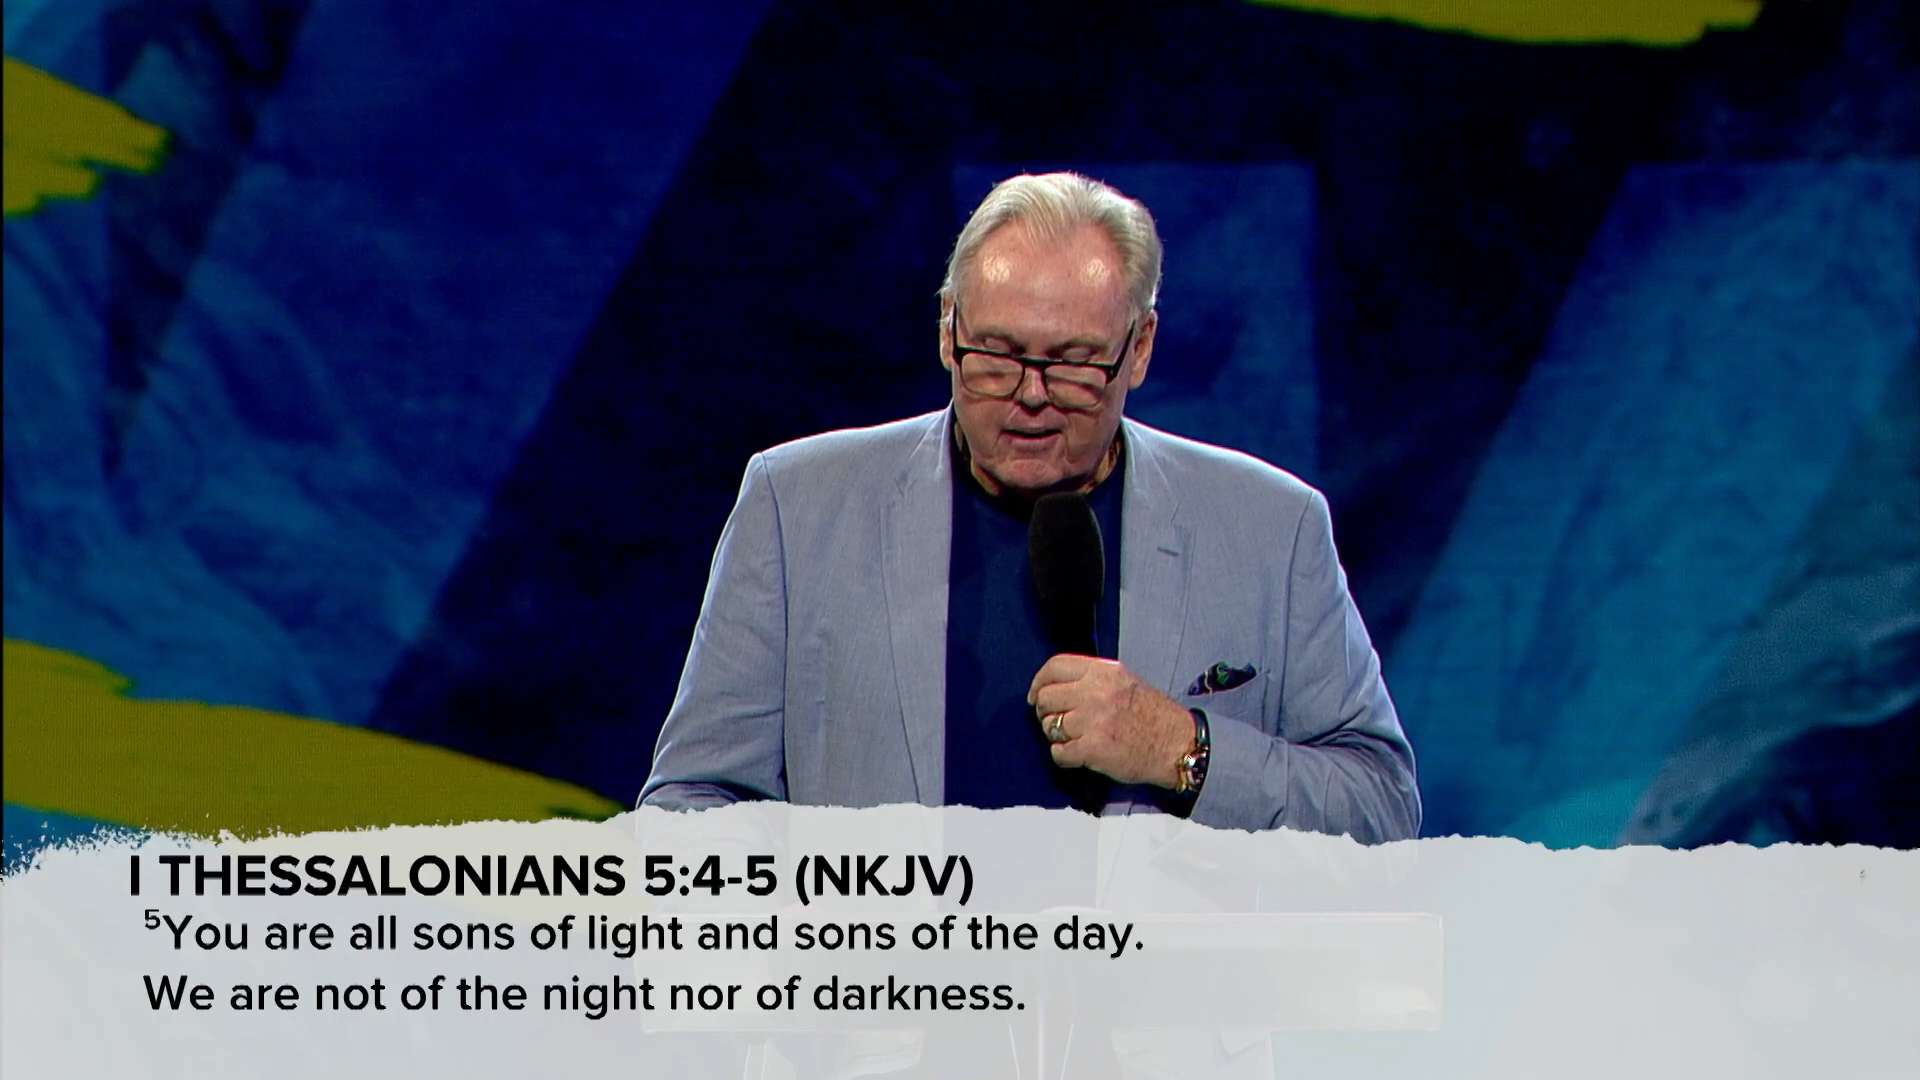 I THESSALONIANS 5:4-5 (NKJV)
⁵You are all sons of light and sons of the day.
We are not of the night nor of darkness.